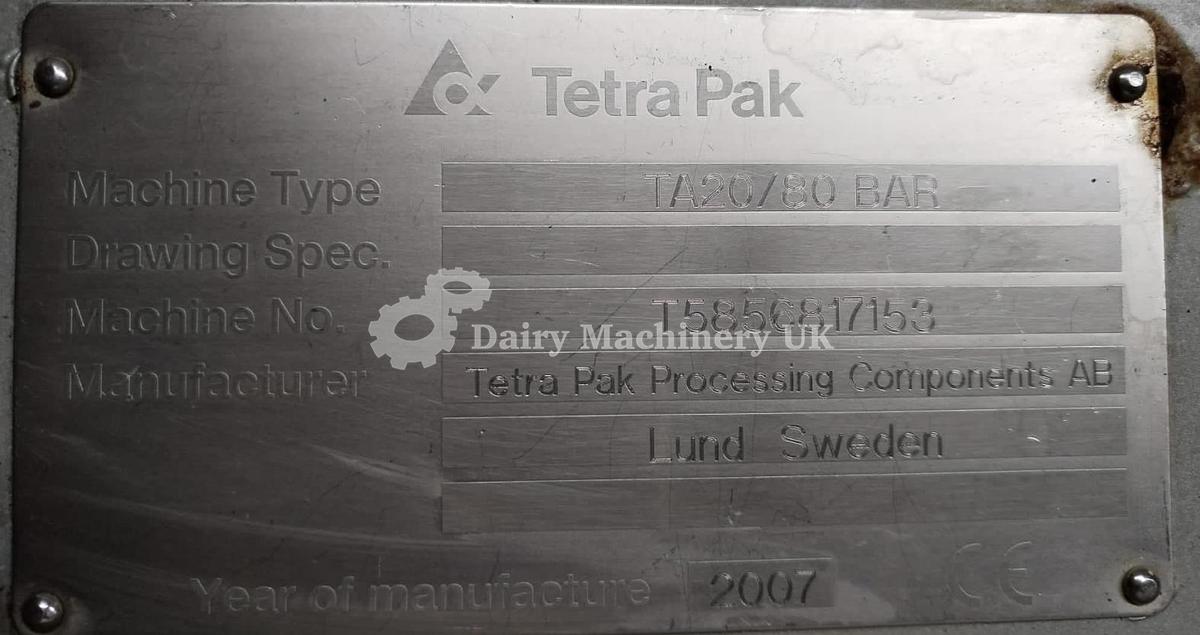 Tetra Pak
Machine Type TA20/80 BAR
Drawing Spec.
Machine No. T5856817153
Dairy Machinery UK
Manufacturer Tetra Pak Processing Components AB
Lund Sweden
Year of manufacture 2007 CE